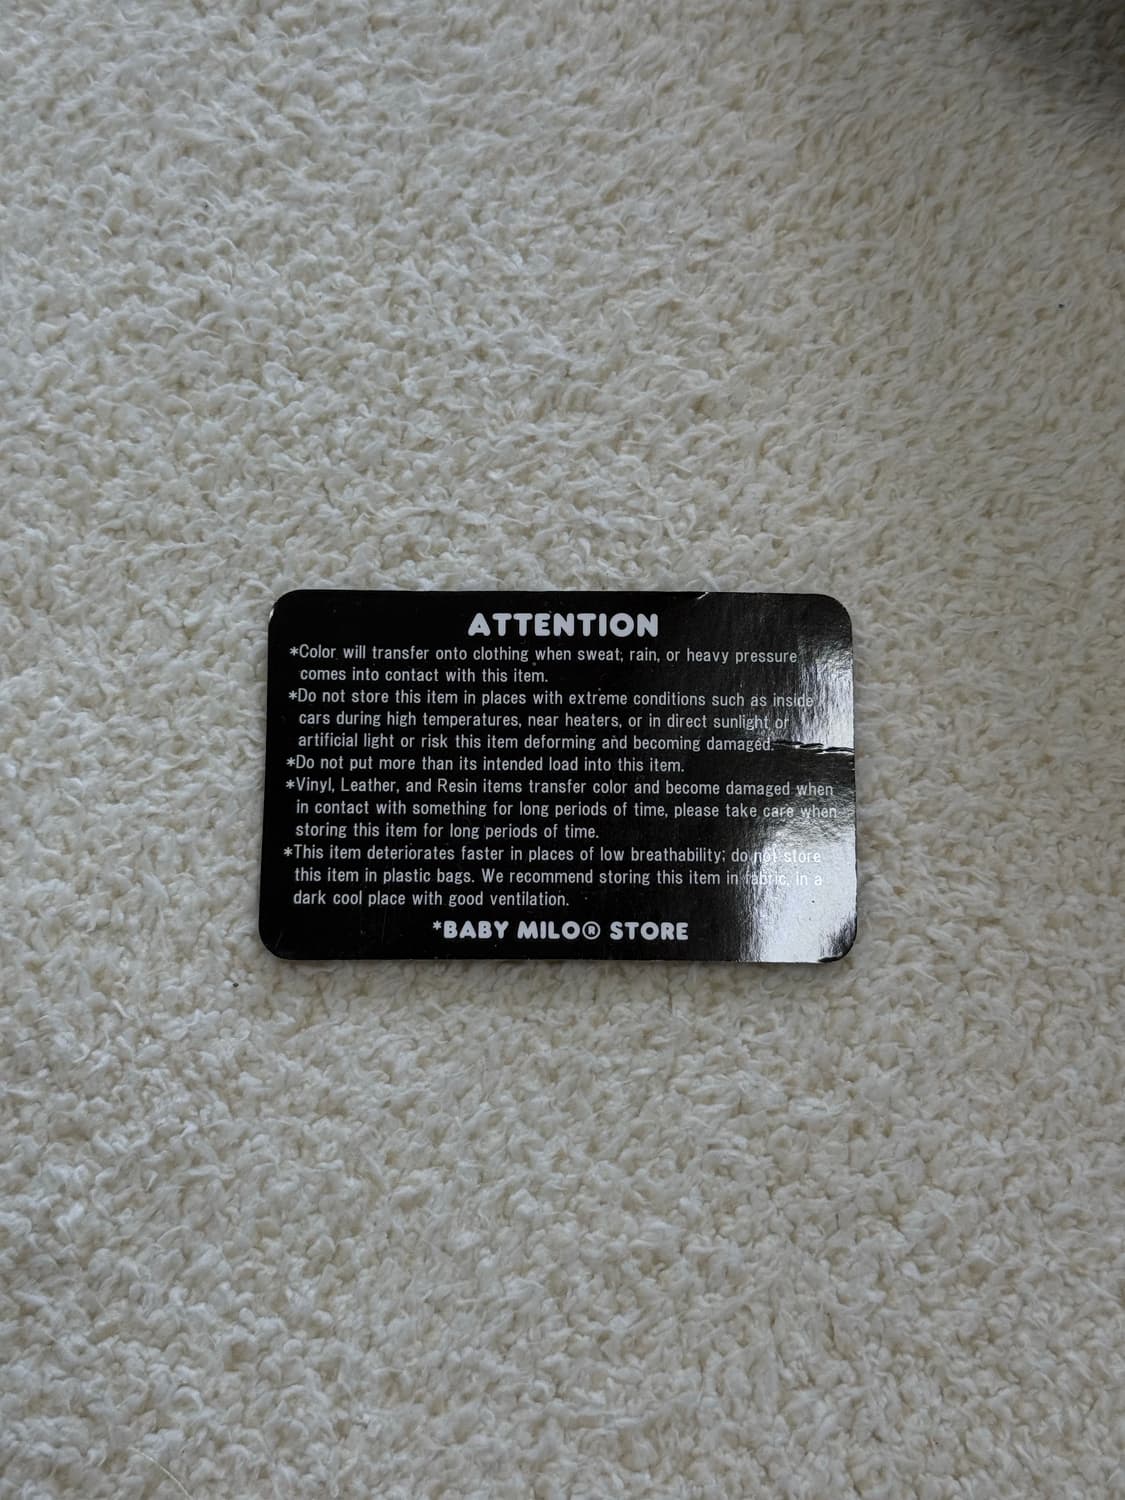 ATTENTION
*Color will transfer onto clothing when sweat, rain, or heavy pressure
comes into contact with this item.
*Do not store this item in places with extreme conditions such as inside
cars during high temperatures, near heaters, or in direct sunlight or
artificial light or risk this item deforming and becoming damaged.
*Do not put more than its intended load into this item.
*Vinyl, Leather, and Resin items transfer color and become damaged when
in contact with something for long periods of time, please take care when
storing this item for long periods of time.
*This item deteriorates faster in places of low breathability; do not store
this item in plastic bags. We recommend storing this item in fabric, in a
dark cool place with good ventilation.
*BABY MILO® STORE